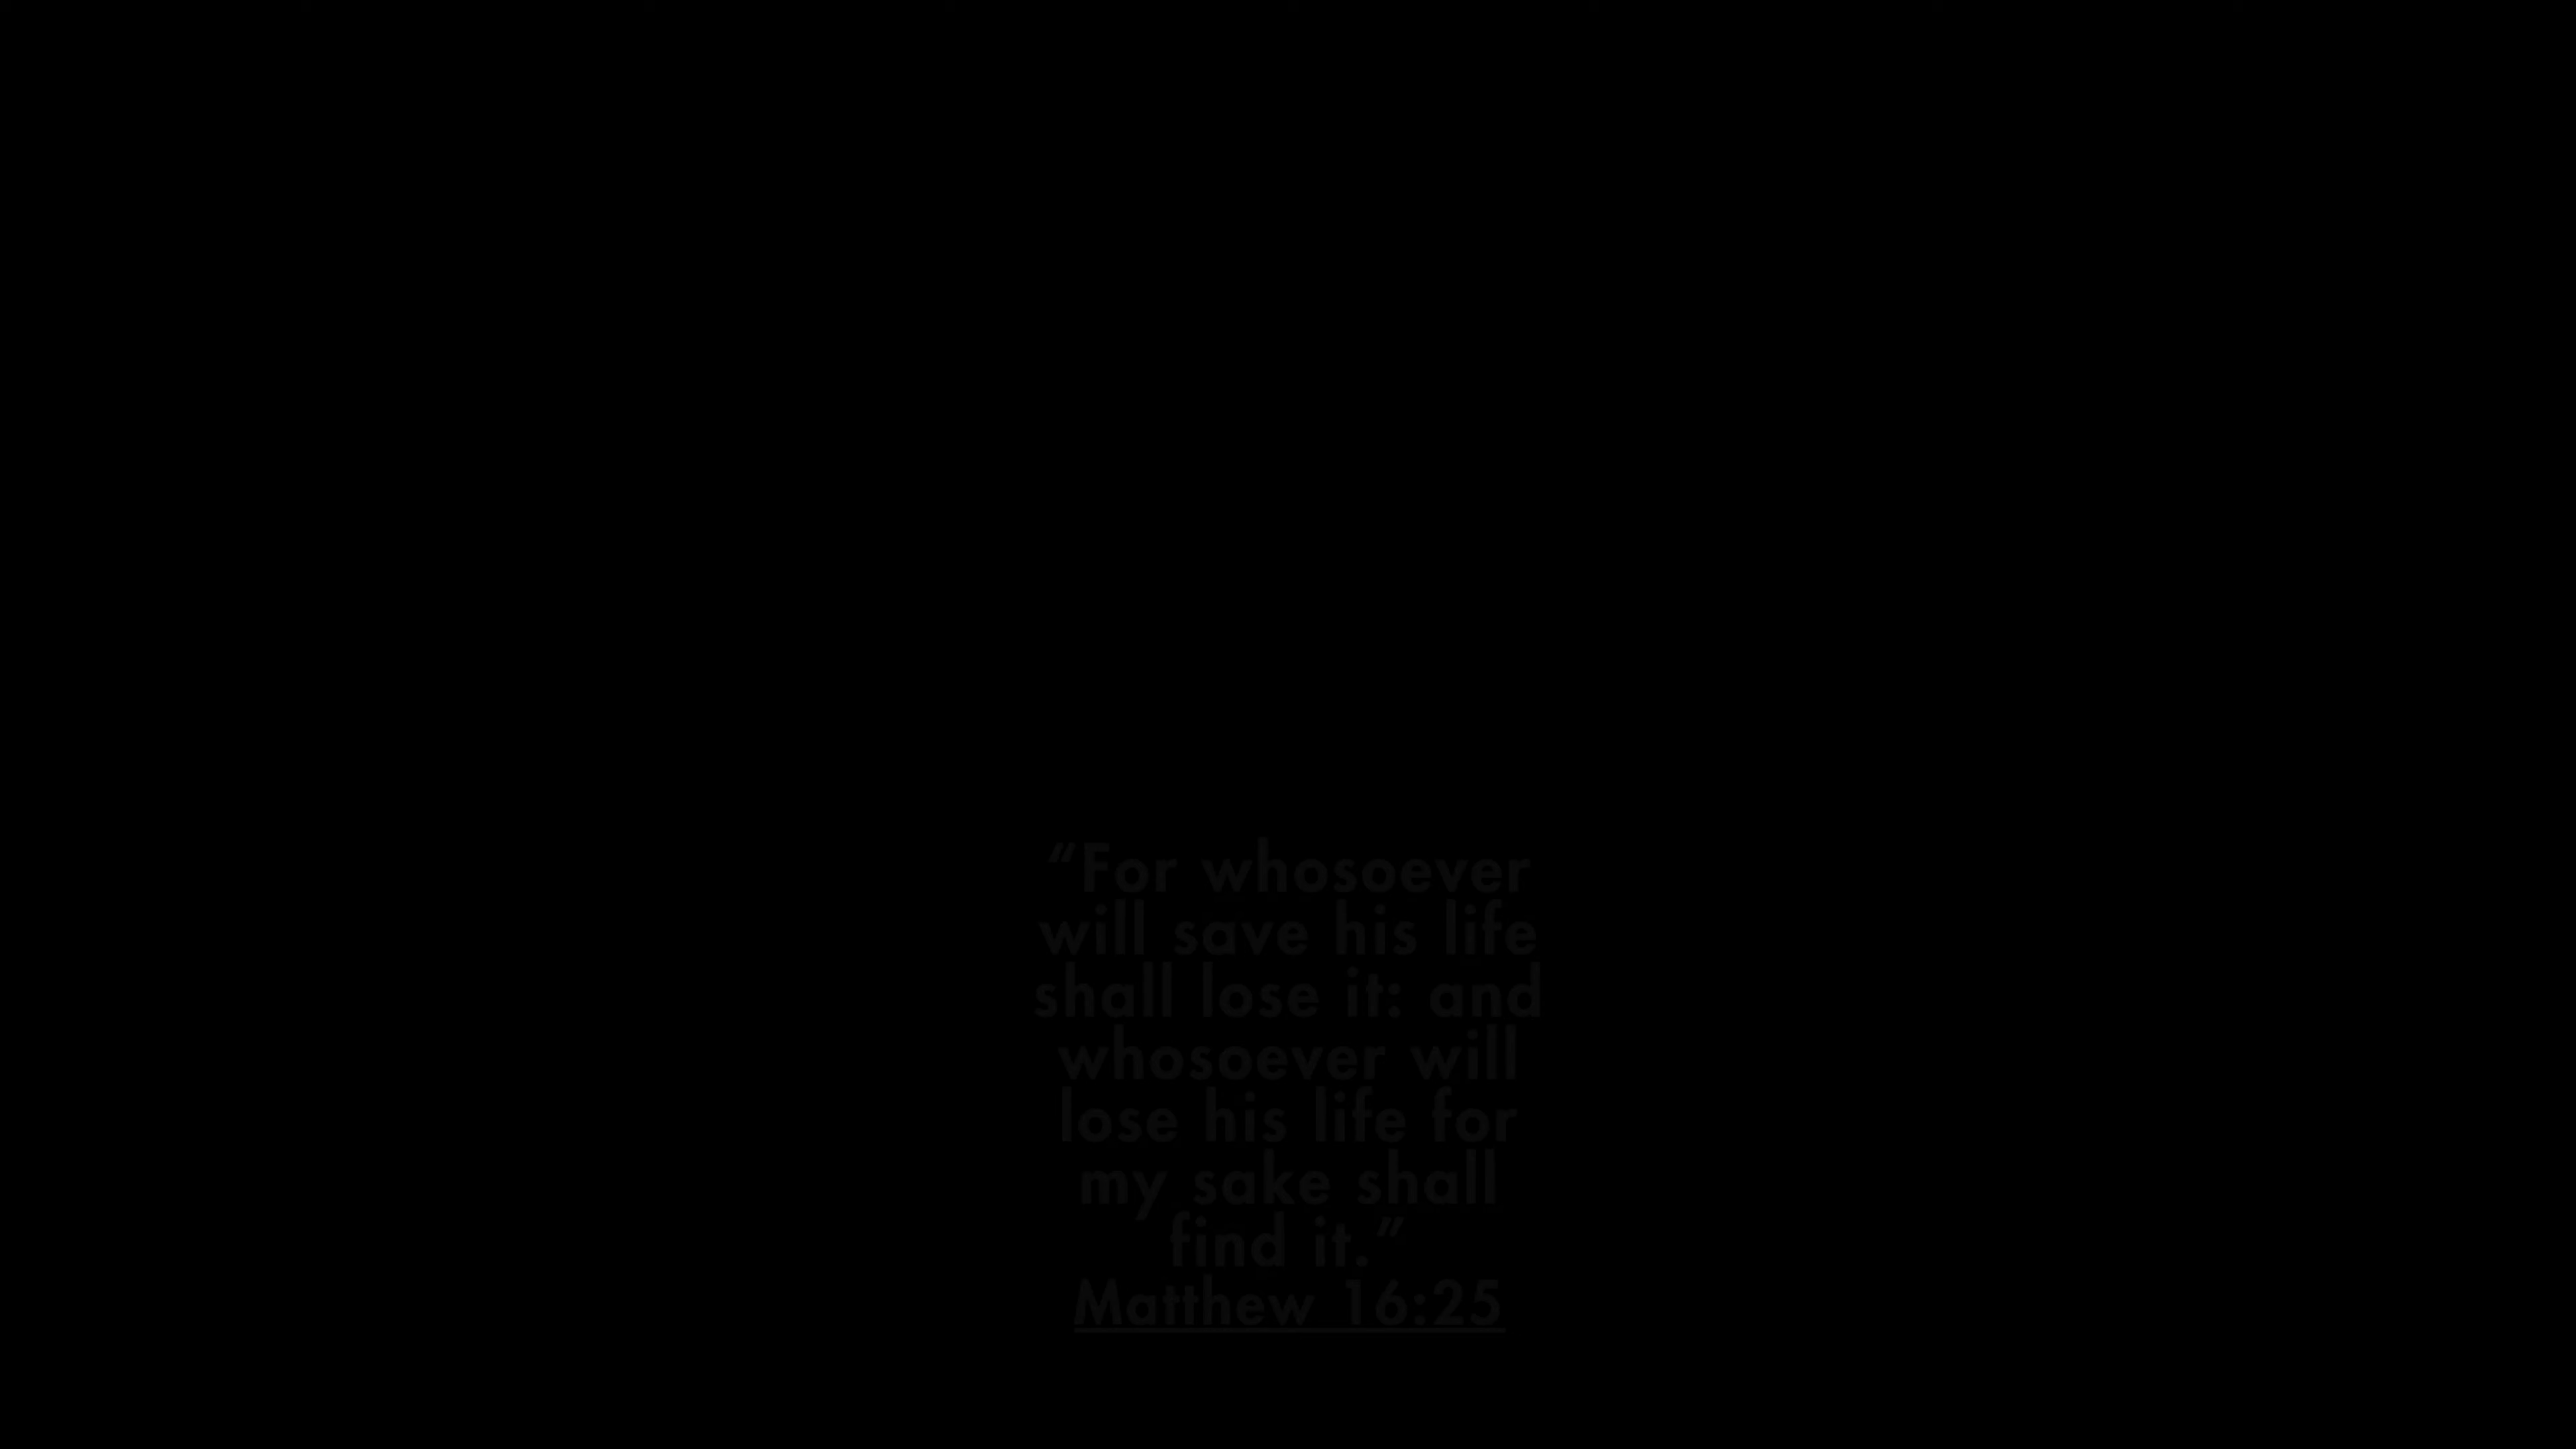 “For whosoever
will save his life
shall lose it: and
whosoever will
lose his life for
my sake shall
find it.”
Matthew 16:25